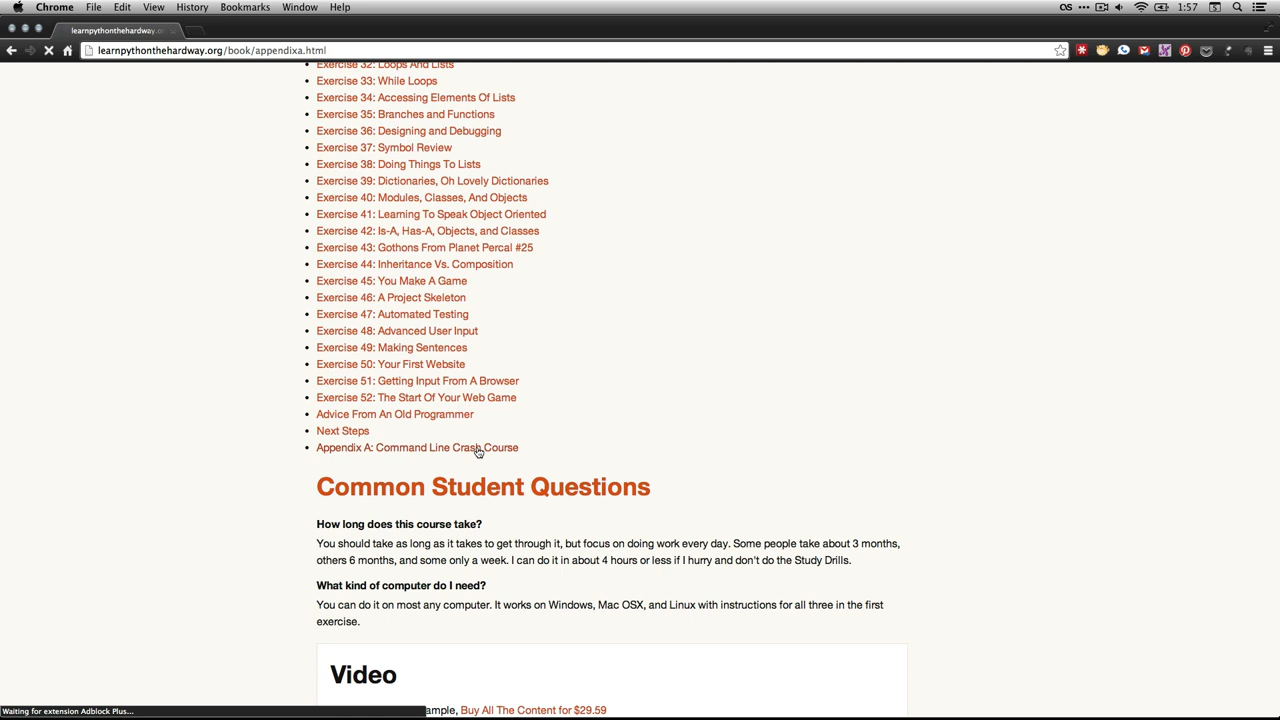 Chrome File Edit View History Bookmarks Window Help 1:57
learnpythonthehardway.org
learnpythonthehardway.org/book/appendixa.html
Exercise 32: Loops And Lists
Exercise 33: While Loops
Exercise 34: Accessing Elements Of Lists
Exercise 35: Branches and Functions
Exercise 36: Designing and Debugging
Exercise 37: Symbol Review
Exercise 38: Doing Things To Lists
Exercise 39: Dictionaries, Oh Lovely Dictionaries
Exercise 40: Modules, Classes, And Objects
Exercise 41: Learning To Speak Object Oriented
Exercise 42: Is-A, Has-A, Objects, and Classes
Exercise 43: Gothons From Planet Percal #25
Exercise 44: Inheritance Vs. Composition
Exercise 45: You Make A Game
Exercise 46: A Project Skeleton
Exercise 47: Automated Testing
Exercise 48: Advanced User Input
Exercise 49: Making Sentences
Exercise 50: Your First Website
Exercise 51: Getting Input From A Browser
Exercise 52: The Start Of Your Web Game
Advice From An Old Programmer
Next Steps
Appendix A: Command Line Crash Course
Common Student Questions
How long does this course take?
You should take as long as it takes to get through it, but focus on doing work every day. Some people take about 3 months,
others 6 months, and some only a week. I can do it in about 4 hours or less if I hurry and don't do the Study Drills.
What kind of computer do I need?
You can do it on most any computer. It works on Windows, Mac OSX, and Linux with instructions for all three in the first
exercise.
Video
ample, Buy All The Content for $29.59
Waiting for extension Adblock Plus...